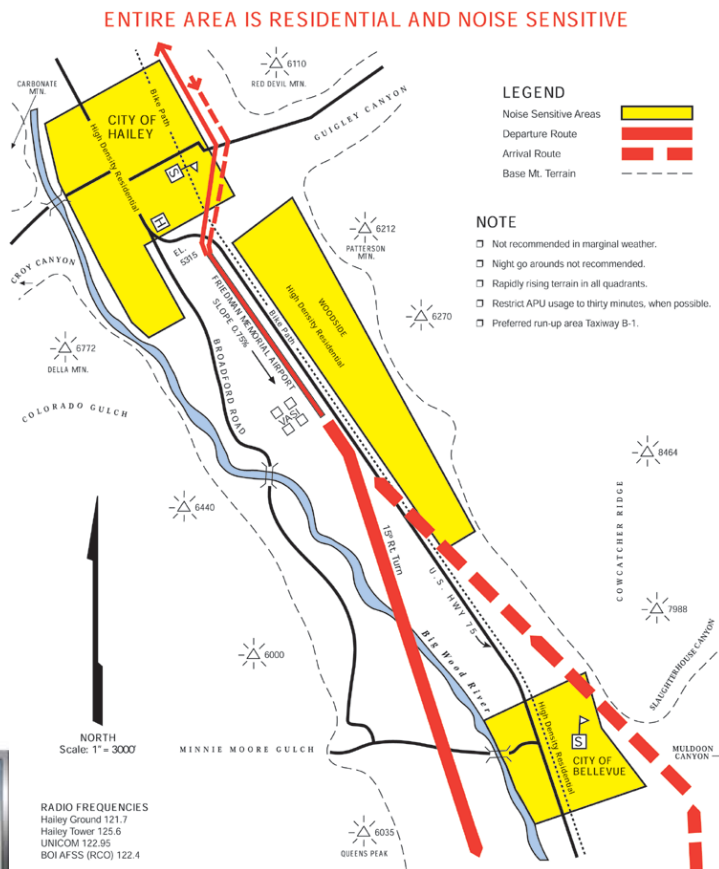 ENTIRE AREA IS RESIDENTIAL AND NOISE SENSITIVE
CARBONATE
MTN.
6110
RED DEVIL MTN.
CITY OF
HAILEY
Bike Path
High Density Residential
S
H
GUIGLEY CANYON
LEGEND
Noise Sensitive Areas
Departure Route
Arrival Route
Base Mt. Terrain
NOTE
Not recommended in marginal weather.
Night go arounds not recommended.
Rapidly rising terrain in all quadrants.
Restrict APU usage to thirty minutes, when possible.
Preferred run-up area Taxiway B-1.
6212
PATTERSON
MTN.
CROY CANYON
EL.
5315
FRIEDMAN MEMORIAL AIRPORT
SLOPE 0.75%
Bike Path
WOODSIDE
High Density Residential
6270
6772
DELLA MTN.
BROADFORD ROAD
COLORADO GULCH
VASI
8464
COWCATCHER RIDGE
6440
15º Rt. Turn
U.S. HWY 75
7988
SLAUGHTERHOUSE CANYON
6000
Big Wood River
NORTH
Scale: 1" = 3000'
MINNIE MOORE GULCH
High Density Residential
S
CITY OF
BELLEVUE
MULDOON
CANYON
RADIO FREQUENCIES
Hailey Ground 121.7
Hailey Tower 125.6
UNICOM 122.95
BOI AFSS (RCO) 122.4
6035
QUEENS PEAK